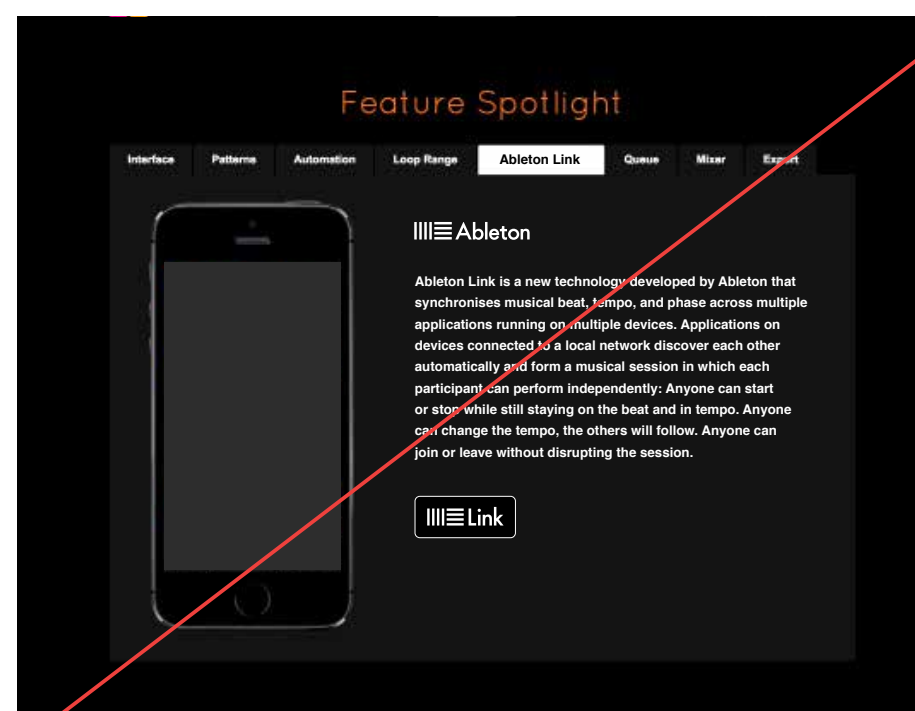 Feature Spotlight
Interface Patterns Automation Loop Range Ableton Link Queue Mixer Export
Ableton
Ableton Link is a new technology developed by Ableton that
synchronises musical beat, tempo, and phase across multiple
applications running on multiple devices. Applications on
devices connected to a local network discover each other
automatically and form a musical session in which each
participant can perform independently: Anyone can start
or stop while still staying on the beat and in tempo. Anyone
can change the tempo, the others will follow. Anyone can
join or leave without disrupting the session.
Link